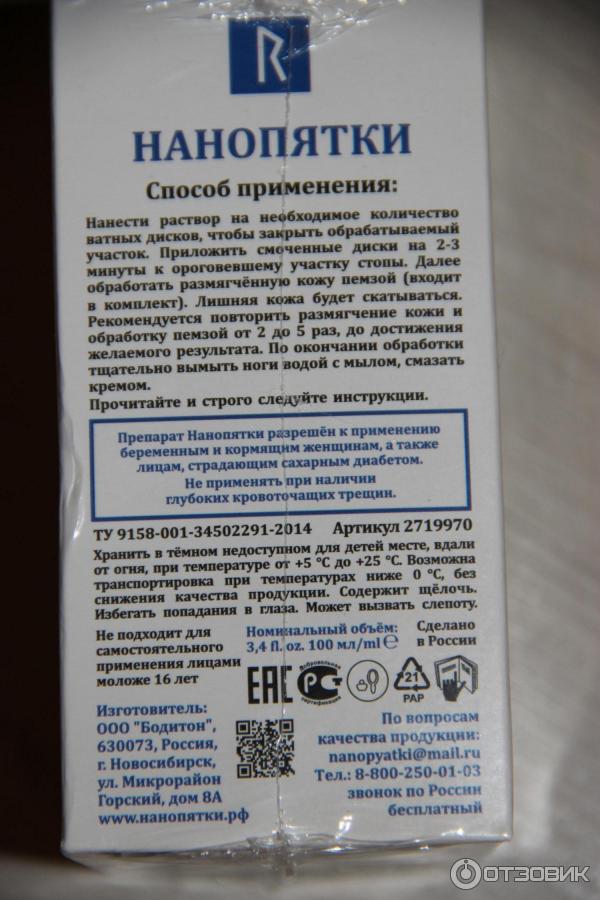 R
НАНОПЯТКИ
Способ применения:
Нанести раствор на необходимое количество
ватных дисков, чтобы закрыть обрабатываемый
участок. Приложить смоченные диски на 2-3
минуты к ороговевшему участку стопы. Далее
обработать размягчённую кожу пемзой (входит
в комплект). Лишняя кожа будет скатываться.
Рекомендуется повторить размягчение кожи и
обработку пемзой от 2 до 5 раз, до достижения
желаемого результата. По окончании обработки
тщательно вымыть ноги водой с мылом, смазать
кремом.
Прочитайте и строго следуйте инструкции.
Препарат Нанопятки разрешён к применению
беременным и кормящим женщинам, а также
лицам, страдающим сахарным диабетом.
Не применять при наличии
глубоких кровоточащих трещин.
ТУ 9158-001-34502291-2014 Артикул 2719970
Хранить в тёмном недоступном для детей месте, вдали
от огня, при температуре от +5 °C до +25 °C. Возможна
транспортировка при температурах ниже 0 °C, без
снижения качества продукции. Содержит щёлочь.
Избегать попадания в глаза. Может вызвать слепоту.
Не подходит для
самостоятельного
применения лицами
моложе 16 лет
Номинальный объём:
3,4 fl. oz. 100 мл/ml ℮
Сделано
в России
ЕАС
Добровольная
РСТ
сертификация
21
PAP
Изготовитель:
ООО "Бодитон",
630073, Россия,
г. Новосибирск,
ул. Микрорайон
Горский, дом 8А
www.нанопятки.рф
По вопросам
качества продукции:
nanopyatki@mail.ru
Тел.: 8-800-250-01-03
звонок по России
бесплатный
ОТЗОВИК